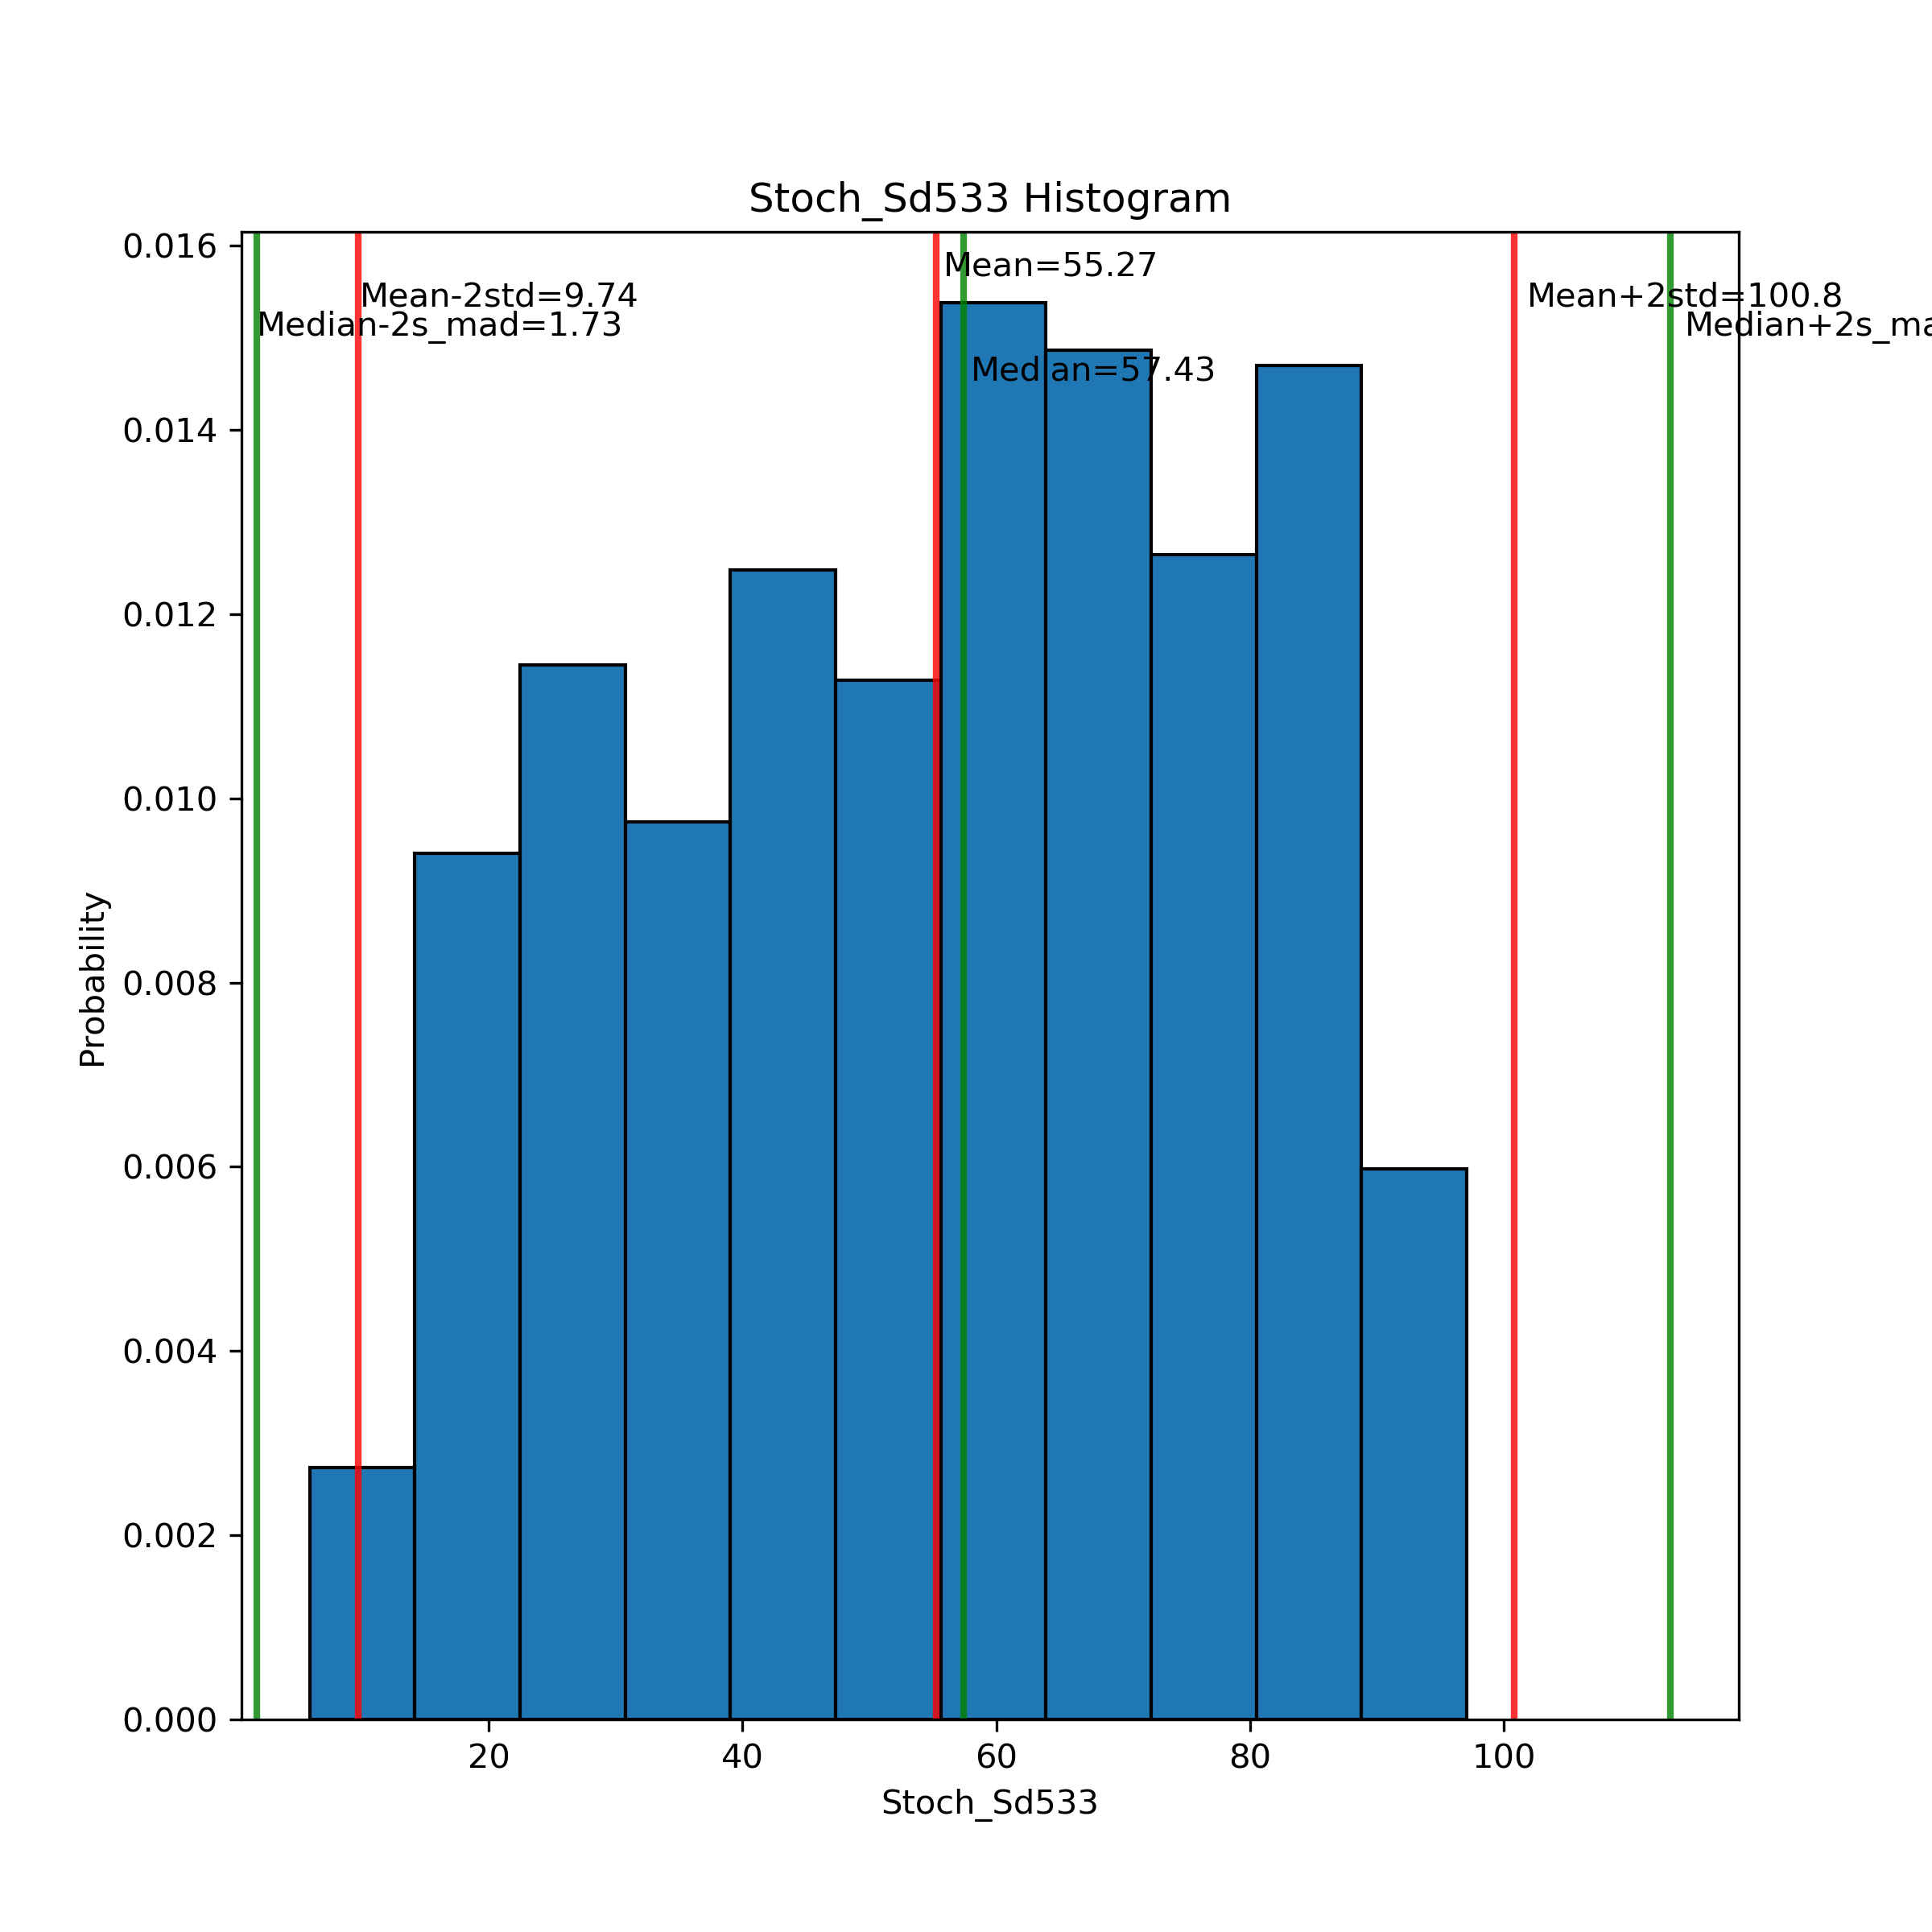 Stoch_Sd533 Histogram
0.016
Mean=55.27
Mean-2std=9.74
Mean+2std=100.8
Median-2s_mad=1.73
Median+2s_ma
Median=57.43
0.014
0.012
0.010
0.008
0.006
0.004
0.002
0.000
Probability
20 40 60 80 100
Stoch_Sd533